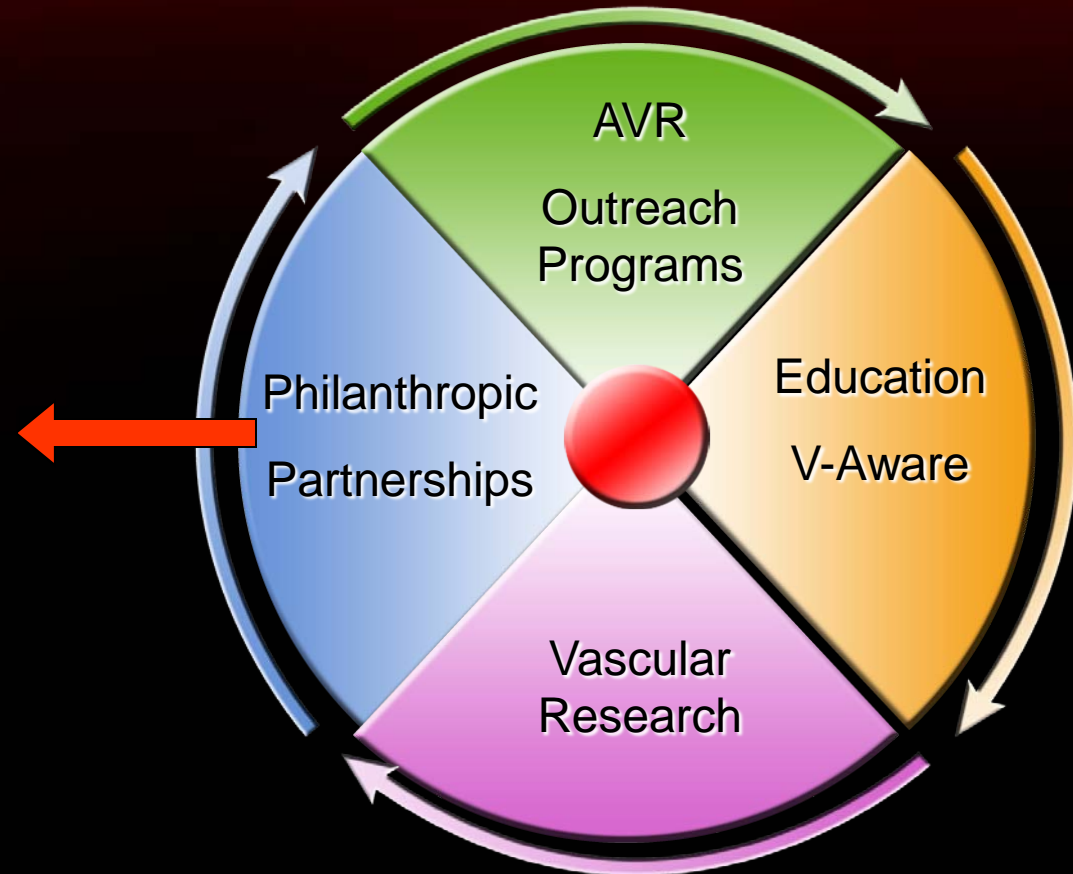 AVR
Outreach
Programs
Education
V-Aware
Vascular
Research
Philanthropic
Partnerships